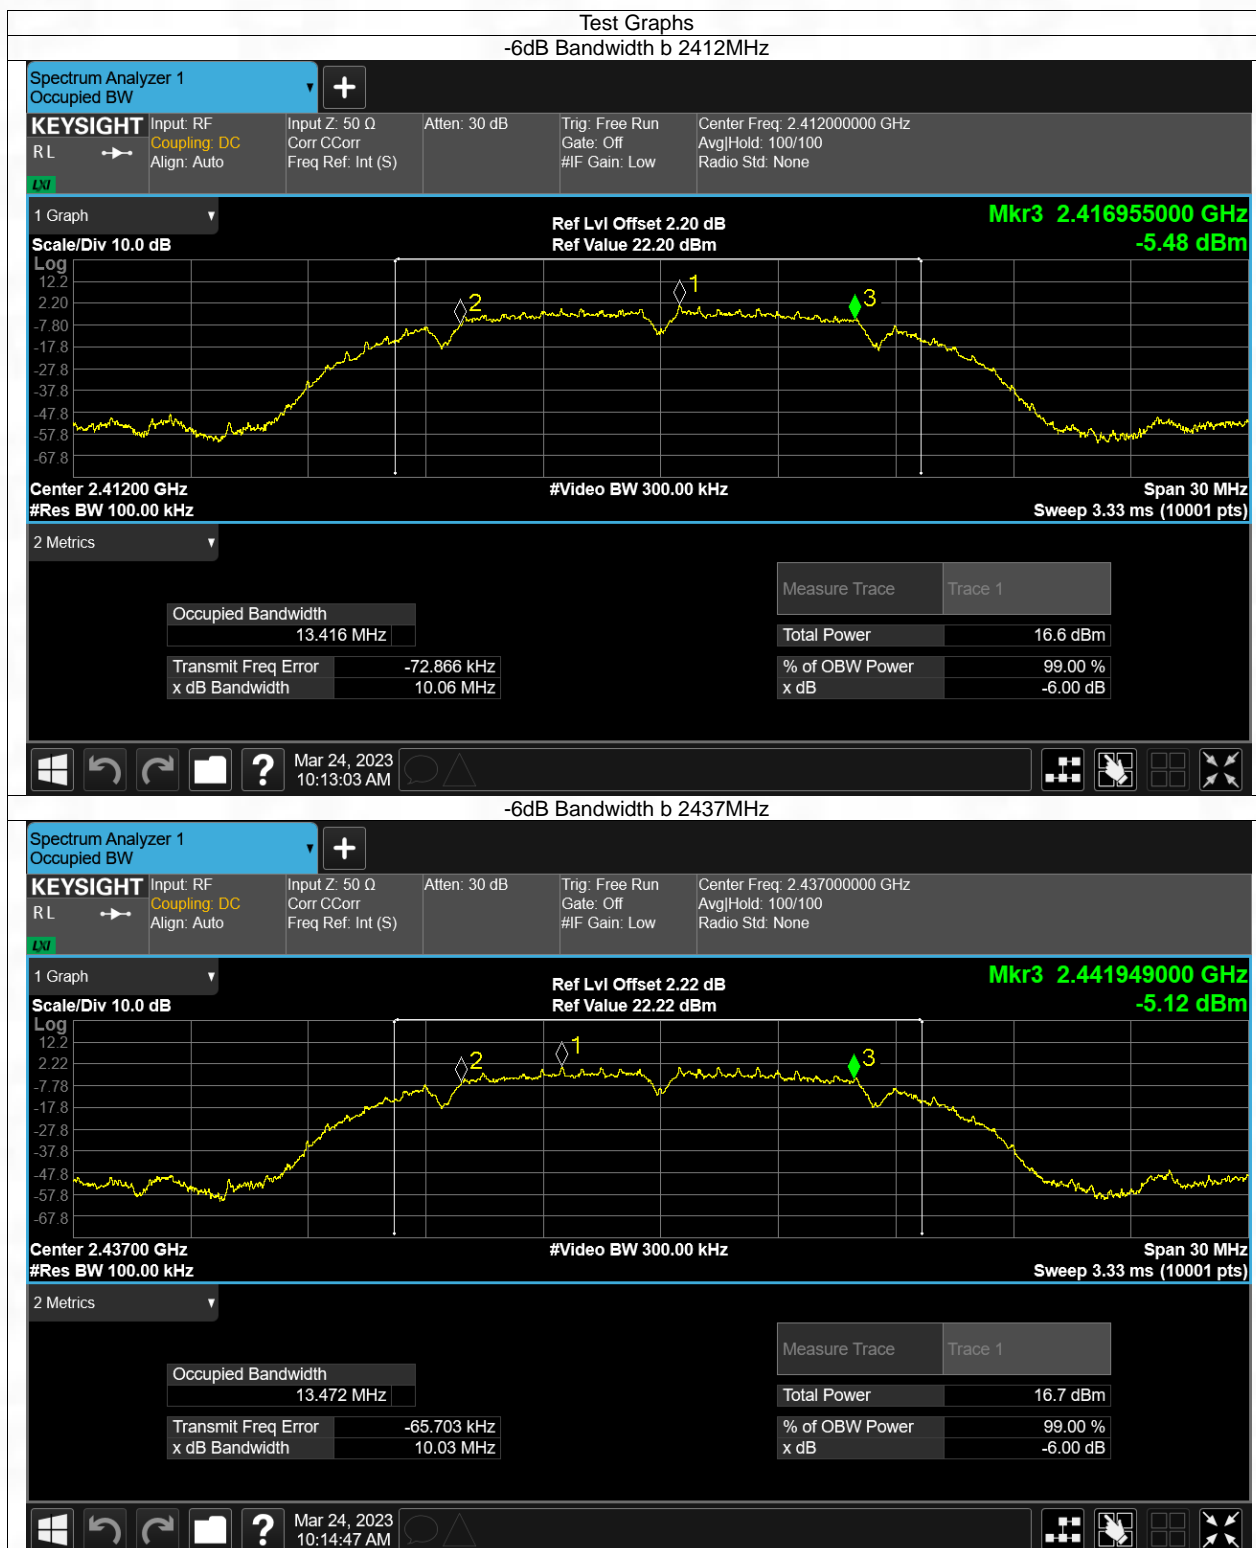 Test Graphs
-6dB Bandwidth b 2412MHz
Spectrum Analyzer 1
Occupied BW
KEYSIGHT Input: RF Input Z: 50 Ω Atten: 30 dB Trig: Free Run Center Freq: 2.412000000 GHz
RL Coupling: DC Corr CCorr Gate: Off Avg|Hold: 100/100
Align: Auto Freq Ref: Int (S) #IF Gain: Low Radio Std: None
LXI
1 Graph Ref Lvl Offset 2.20 dB Mkr3 2.416955000 GHz
Scale/Div 10.0 dB Ref Value 22.20 dBm -5.48 dBm
Log
12.2
2.20
-7.80
-17.8
-27.8
-37.8
-47.8
-57.8
-67.8
2
1
3
Center 2.41200 GHz #Video BW 300.00 kHz Span 30 MHz
#Res BW 100.00 kHz Sweep 3.33 ms (10001 pts)
2 Metrics
Measure Trace Trace 1
Occupied Bandwidth
13.416 MHz Total Power 16.6 dBm
Transmit Freq Error -72.866 kHz % of OBW Power 99.00 %
x dB Bandwidth 10.06 MHz x dB -6.00 dB
? Mar 24, 2023
10:13:03 AM
-6dB Bandwidth b 2437MHz
Spectrum Analyzer 1
Occupied BW
KEYSIGHT Input: RF Input Z: 50 Ω Atten: 30 dB Trig: Free Run Center Freq: 2.437000000 GHz
RL Coupling: DC Corr CCorr Gate: Off Avg|Hold: 100/100
Align: Auto Freq Ref: Int (S) #IF Gain: Low Radio Std: None
LXI
1 Graph Ref Lvl Offset 2.22 dB Mkr3 2.441949000 GHz
Scale/Div 10.0 dB Ref Value 22.22 dBm -5.12 dBm
Log
12.2
2.22
-7.78
-17.8
-27.8
-37.8
-47.8
-57.8
-67.8
2
1
3
Center 2.43700 GHz #Video BW 300.00 kHz Span 30 MHz
#Res BW 100.00 kHz Sweep 3.33 ms (10001 pts)
2 Metrics
Measure Trace Trace 1
Occupied Bandwidth
13.472 MHz Total Power 16.7 dBm
Transmit Freq Error -65.703 kHz % of OBW Power 99.00 %
x dB Bandwidth 10.03 MHz x dB -6.00 dB
? Mar 24, 2023
10:14:47 AM